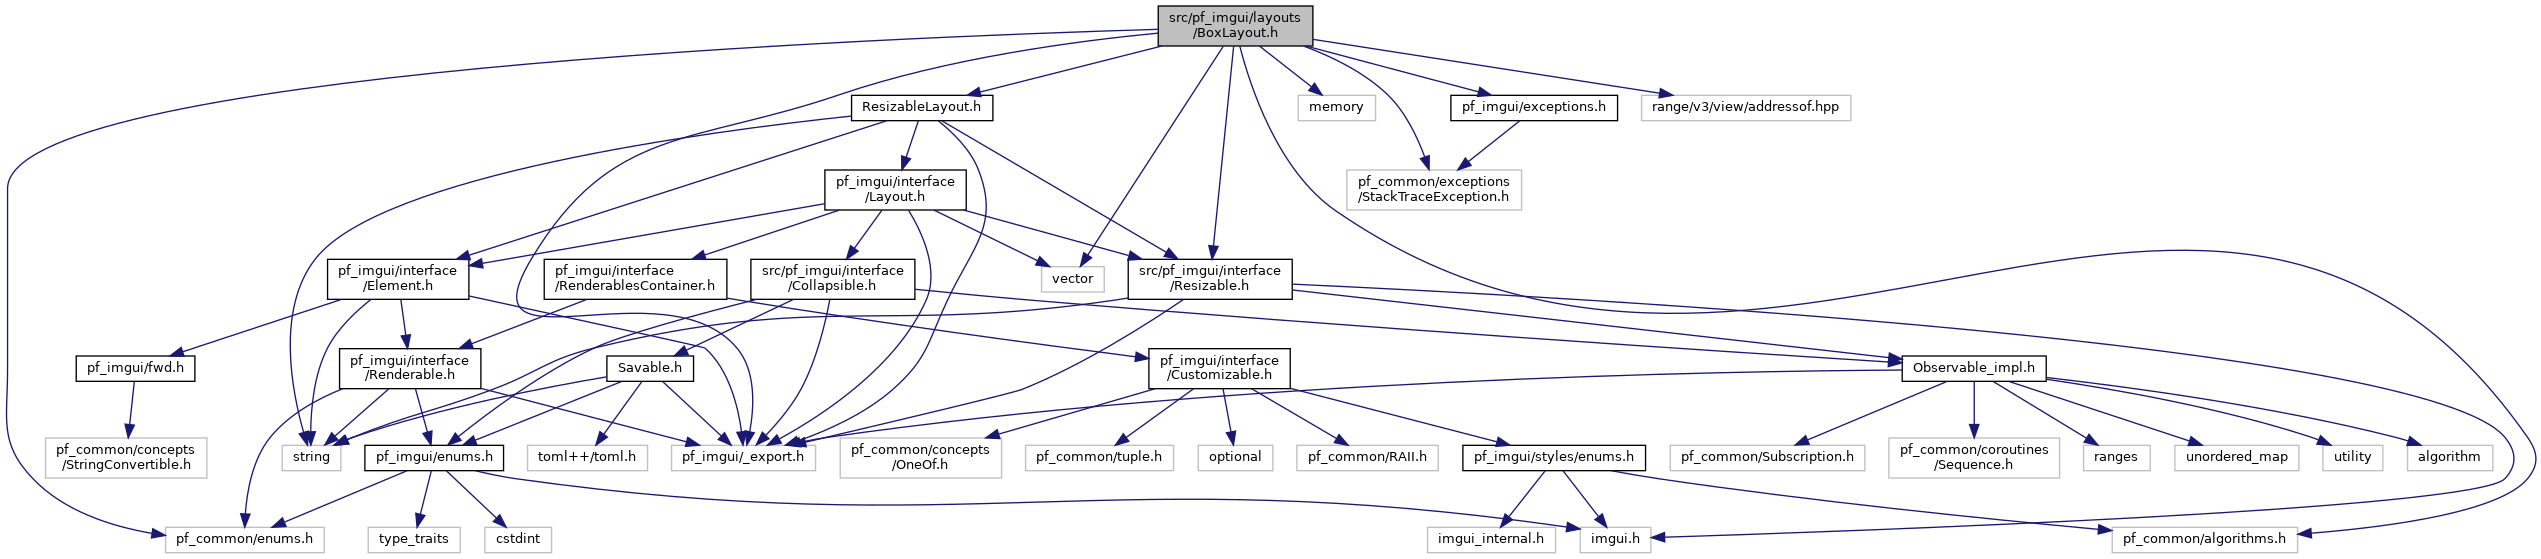 src/pf_imgui/layouts
/BoxLayout.h
ResizableLayout.h
memory
pf_imgui/exceptions.h
range/v3/view/addressof.hpp
pf_imgui/interface
/Layout.h
pf_common/exceptions
/StackTraceException.h
pf_imgui/interface
/Element.h
pf_imgui/interface
/RenderablesContainer.h
src/pf_imgui/interface
/Collapsible.h
vector
src/pf_imgui/interface
/Resizable.h
pf_imgui/fwd.h
pf_imgui/interface
/Renderable.h
Savable.h
pf_imgui/interface
/Customizable.h
Observable_impl.h
pf_common/concepts
/StringConvertible.h
string
pf_imgui/enums.h
toml++/toml.h
pf_imgui/_export.h
pf_common/concepts
/OneOf.h
pf_common/tuple.h
optional
pf_common/RAII.h
pf_imgui/styles/enums.h
pf_common/Subscription.h
pf_common/coroutines
/Sequence.h
ranges
unordered_map
utility
algorithm
pf_common/enums.h
type_traits
cstdint
imgui_internal.h
imgui.h
pf_common/algorithms.h